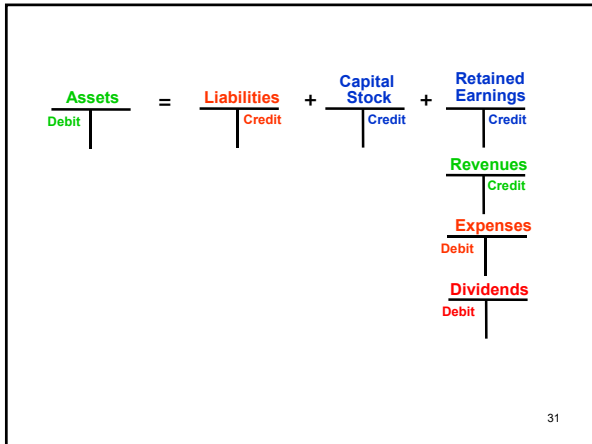 Assets = Liabilities + Capital Stock + Retained Earnings
Debit Credit Credit Credit
Revenues
Credit
Expenses
Debit
Dividends
Debit
31